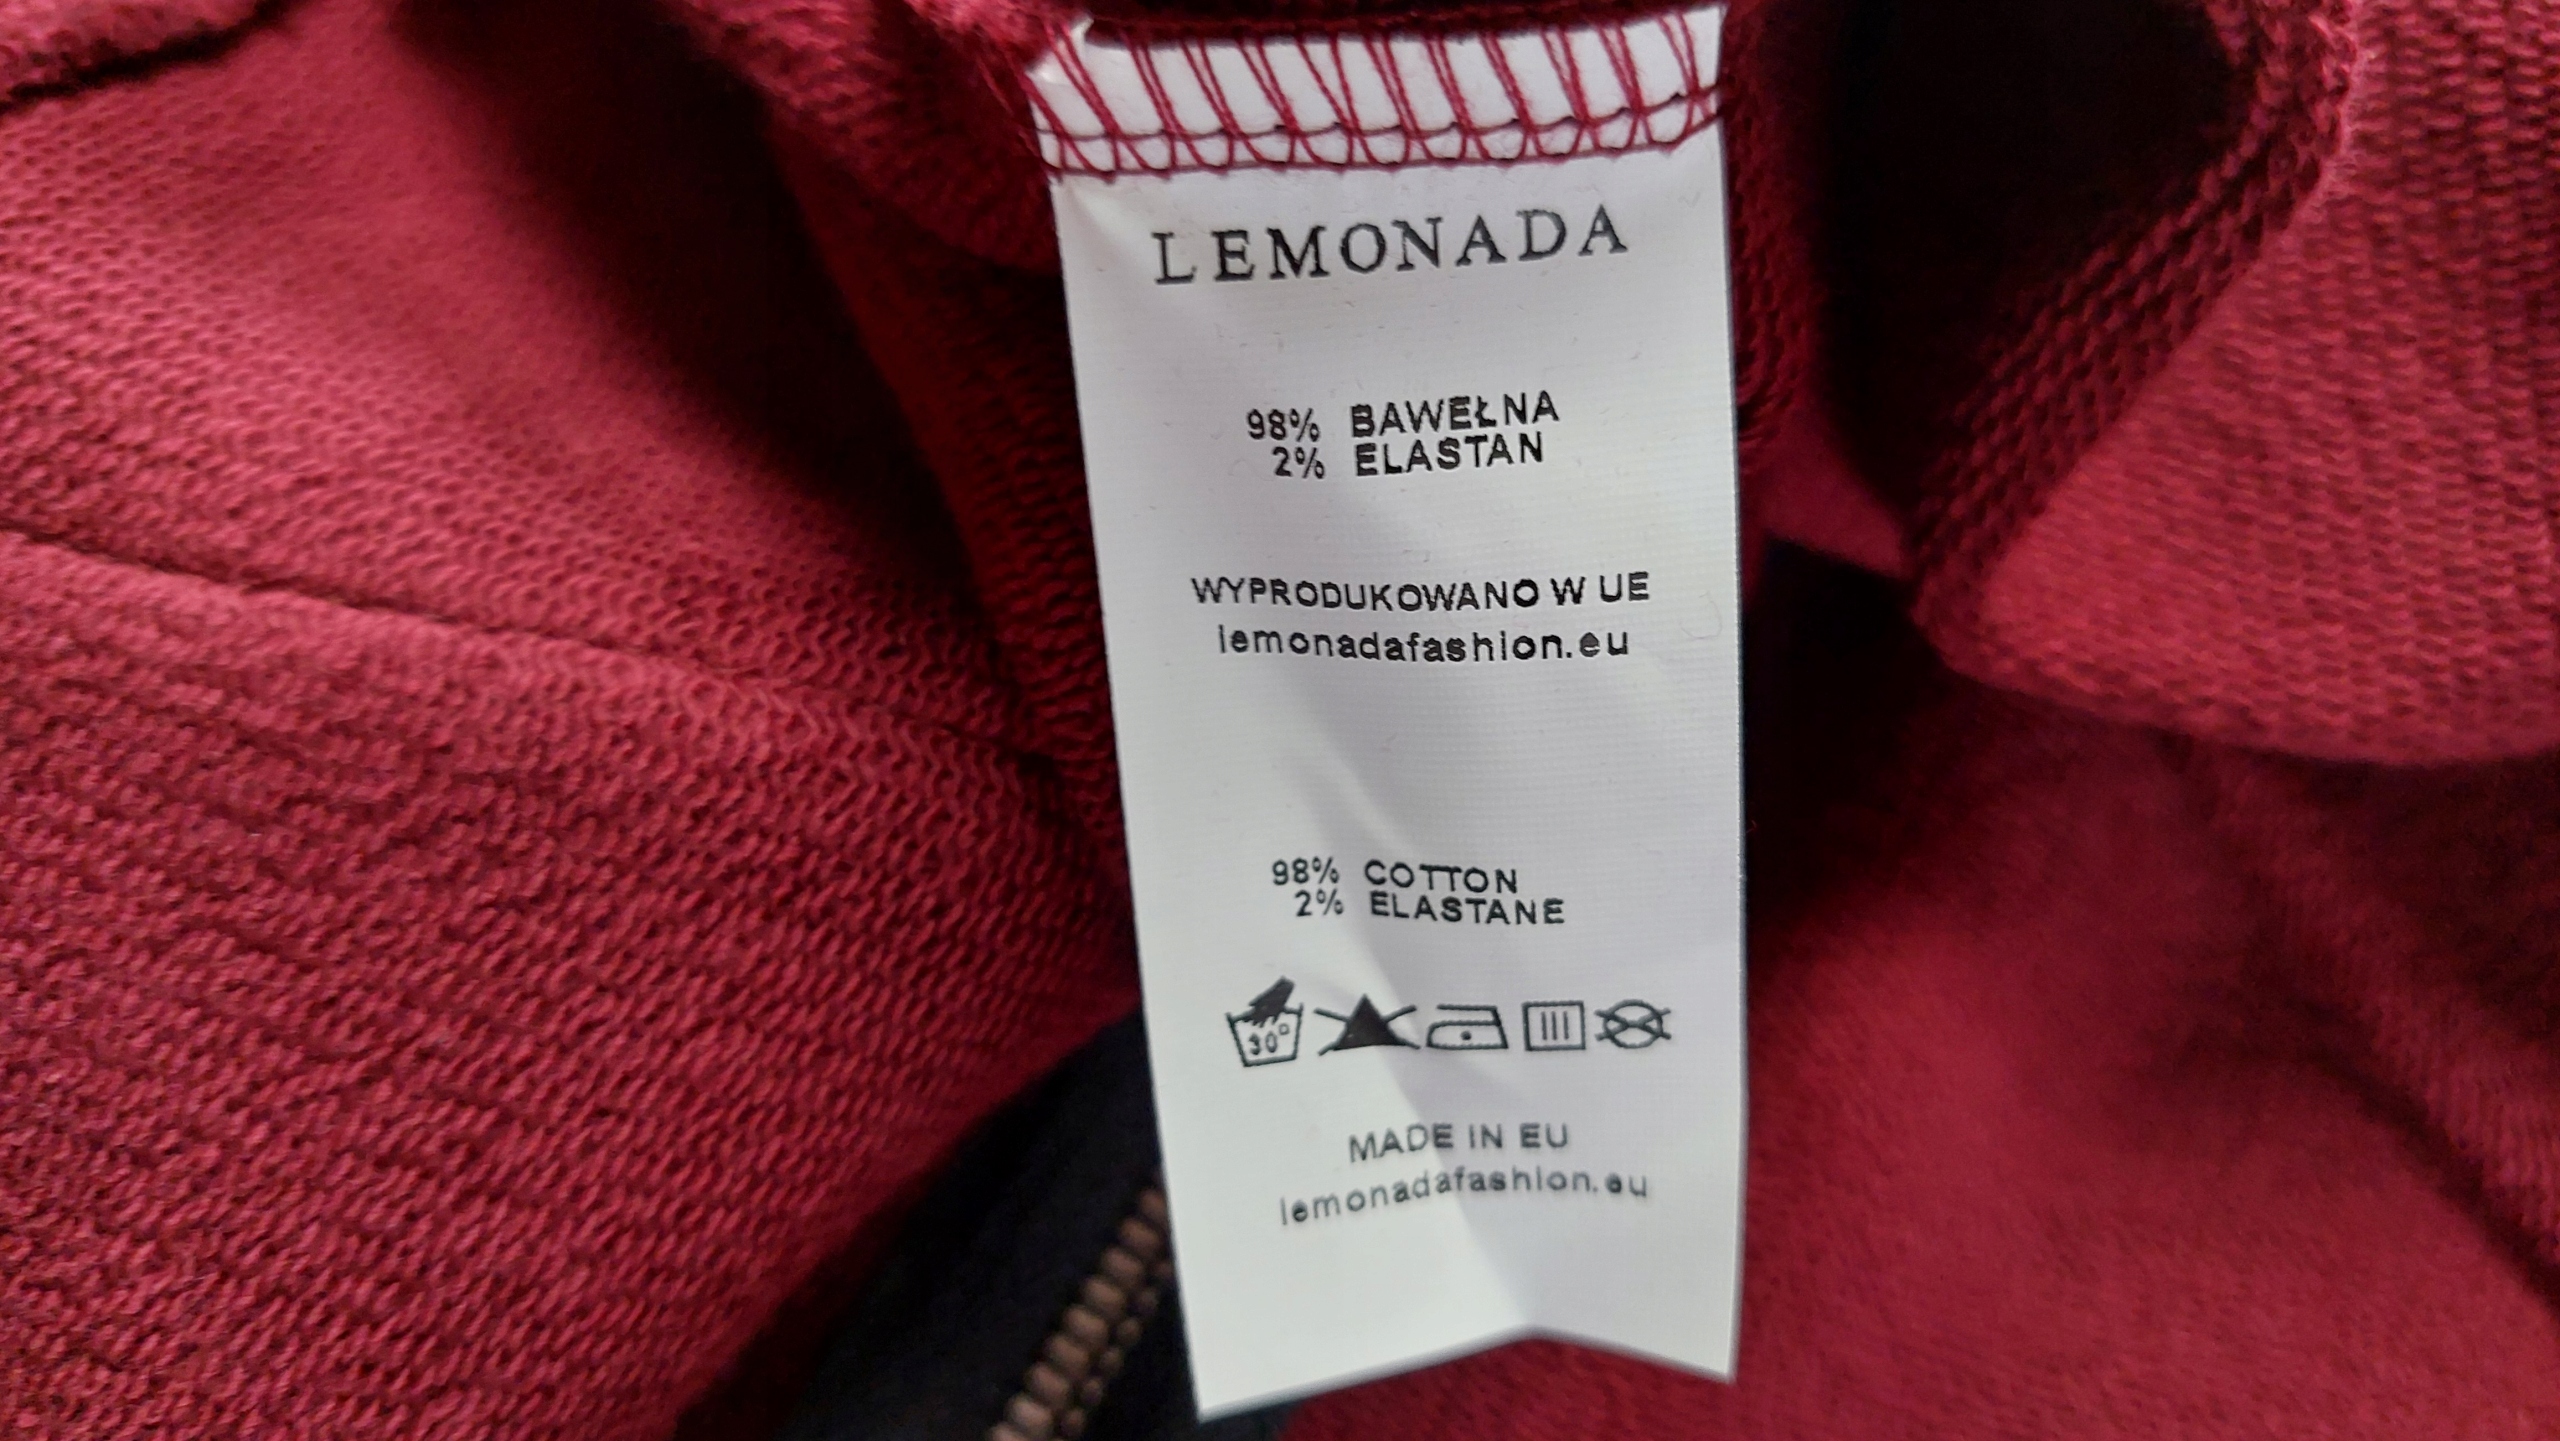 LEMONADA
98% BAWEŁNA
2% ELASTAN
WYPRODUKOWANO W UE
lemonadafashion.eu
98% COTTON
2% ELASTANE
30°
MADE IN EU
lemonadafashion.eu